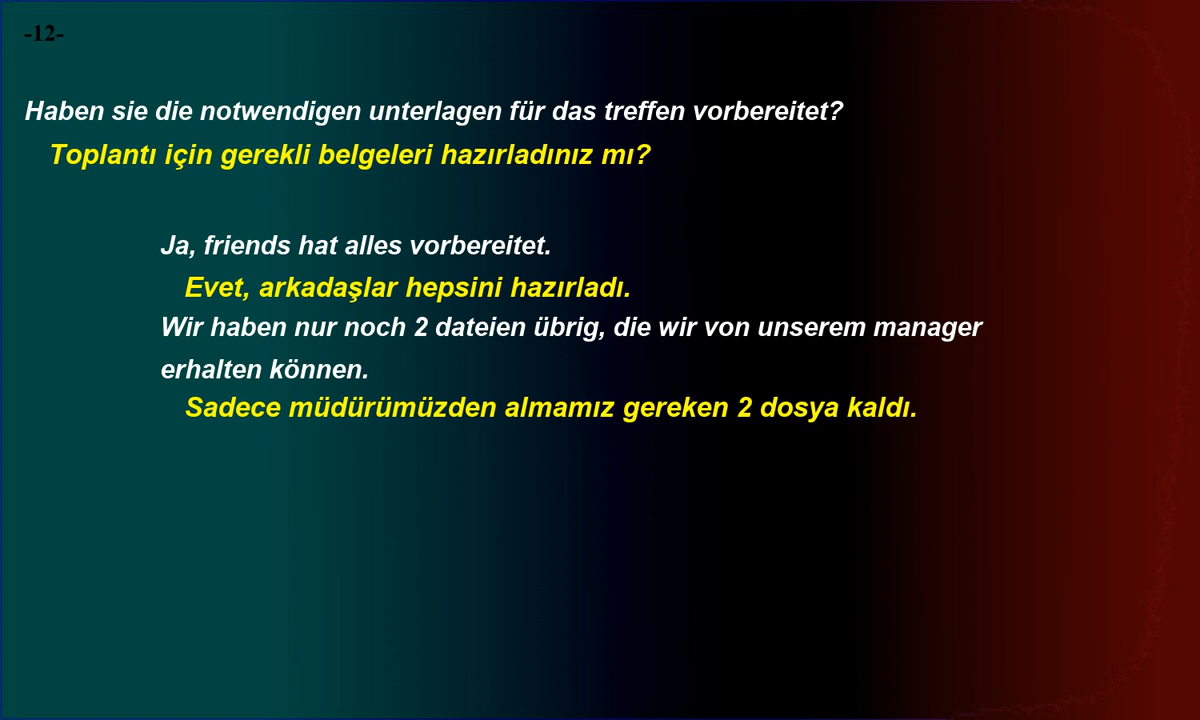 -12-
Haben sie die notwendigen unterlagen für das treffen vorbereitet?
Toplantı için gerekli belgeleri hazırladınız mı?
Ja, friends hat alles vorbereitet.
Evet, arkadaşlar hepsini hazırladı.
Wir haben nur noch 2 dateien übrig, die wir von unserem manager
erhalten können.
Sadece müdürümüzden almamız gereken 2 dosya kaldı.